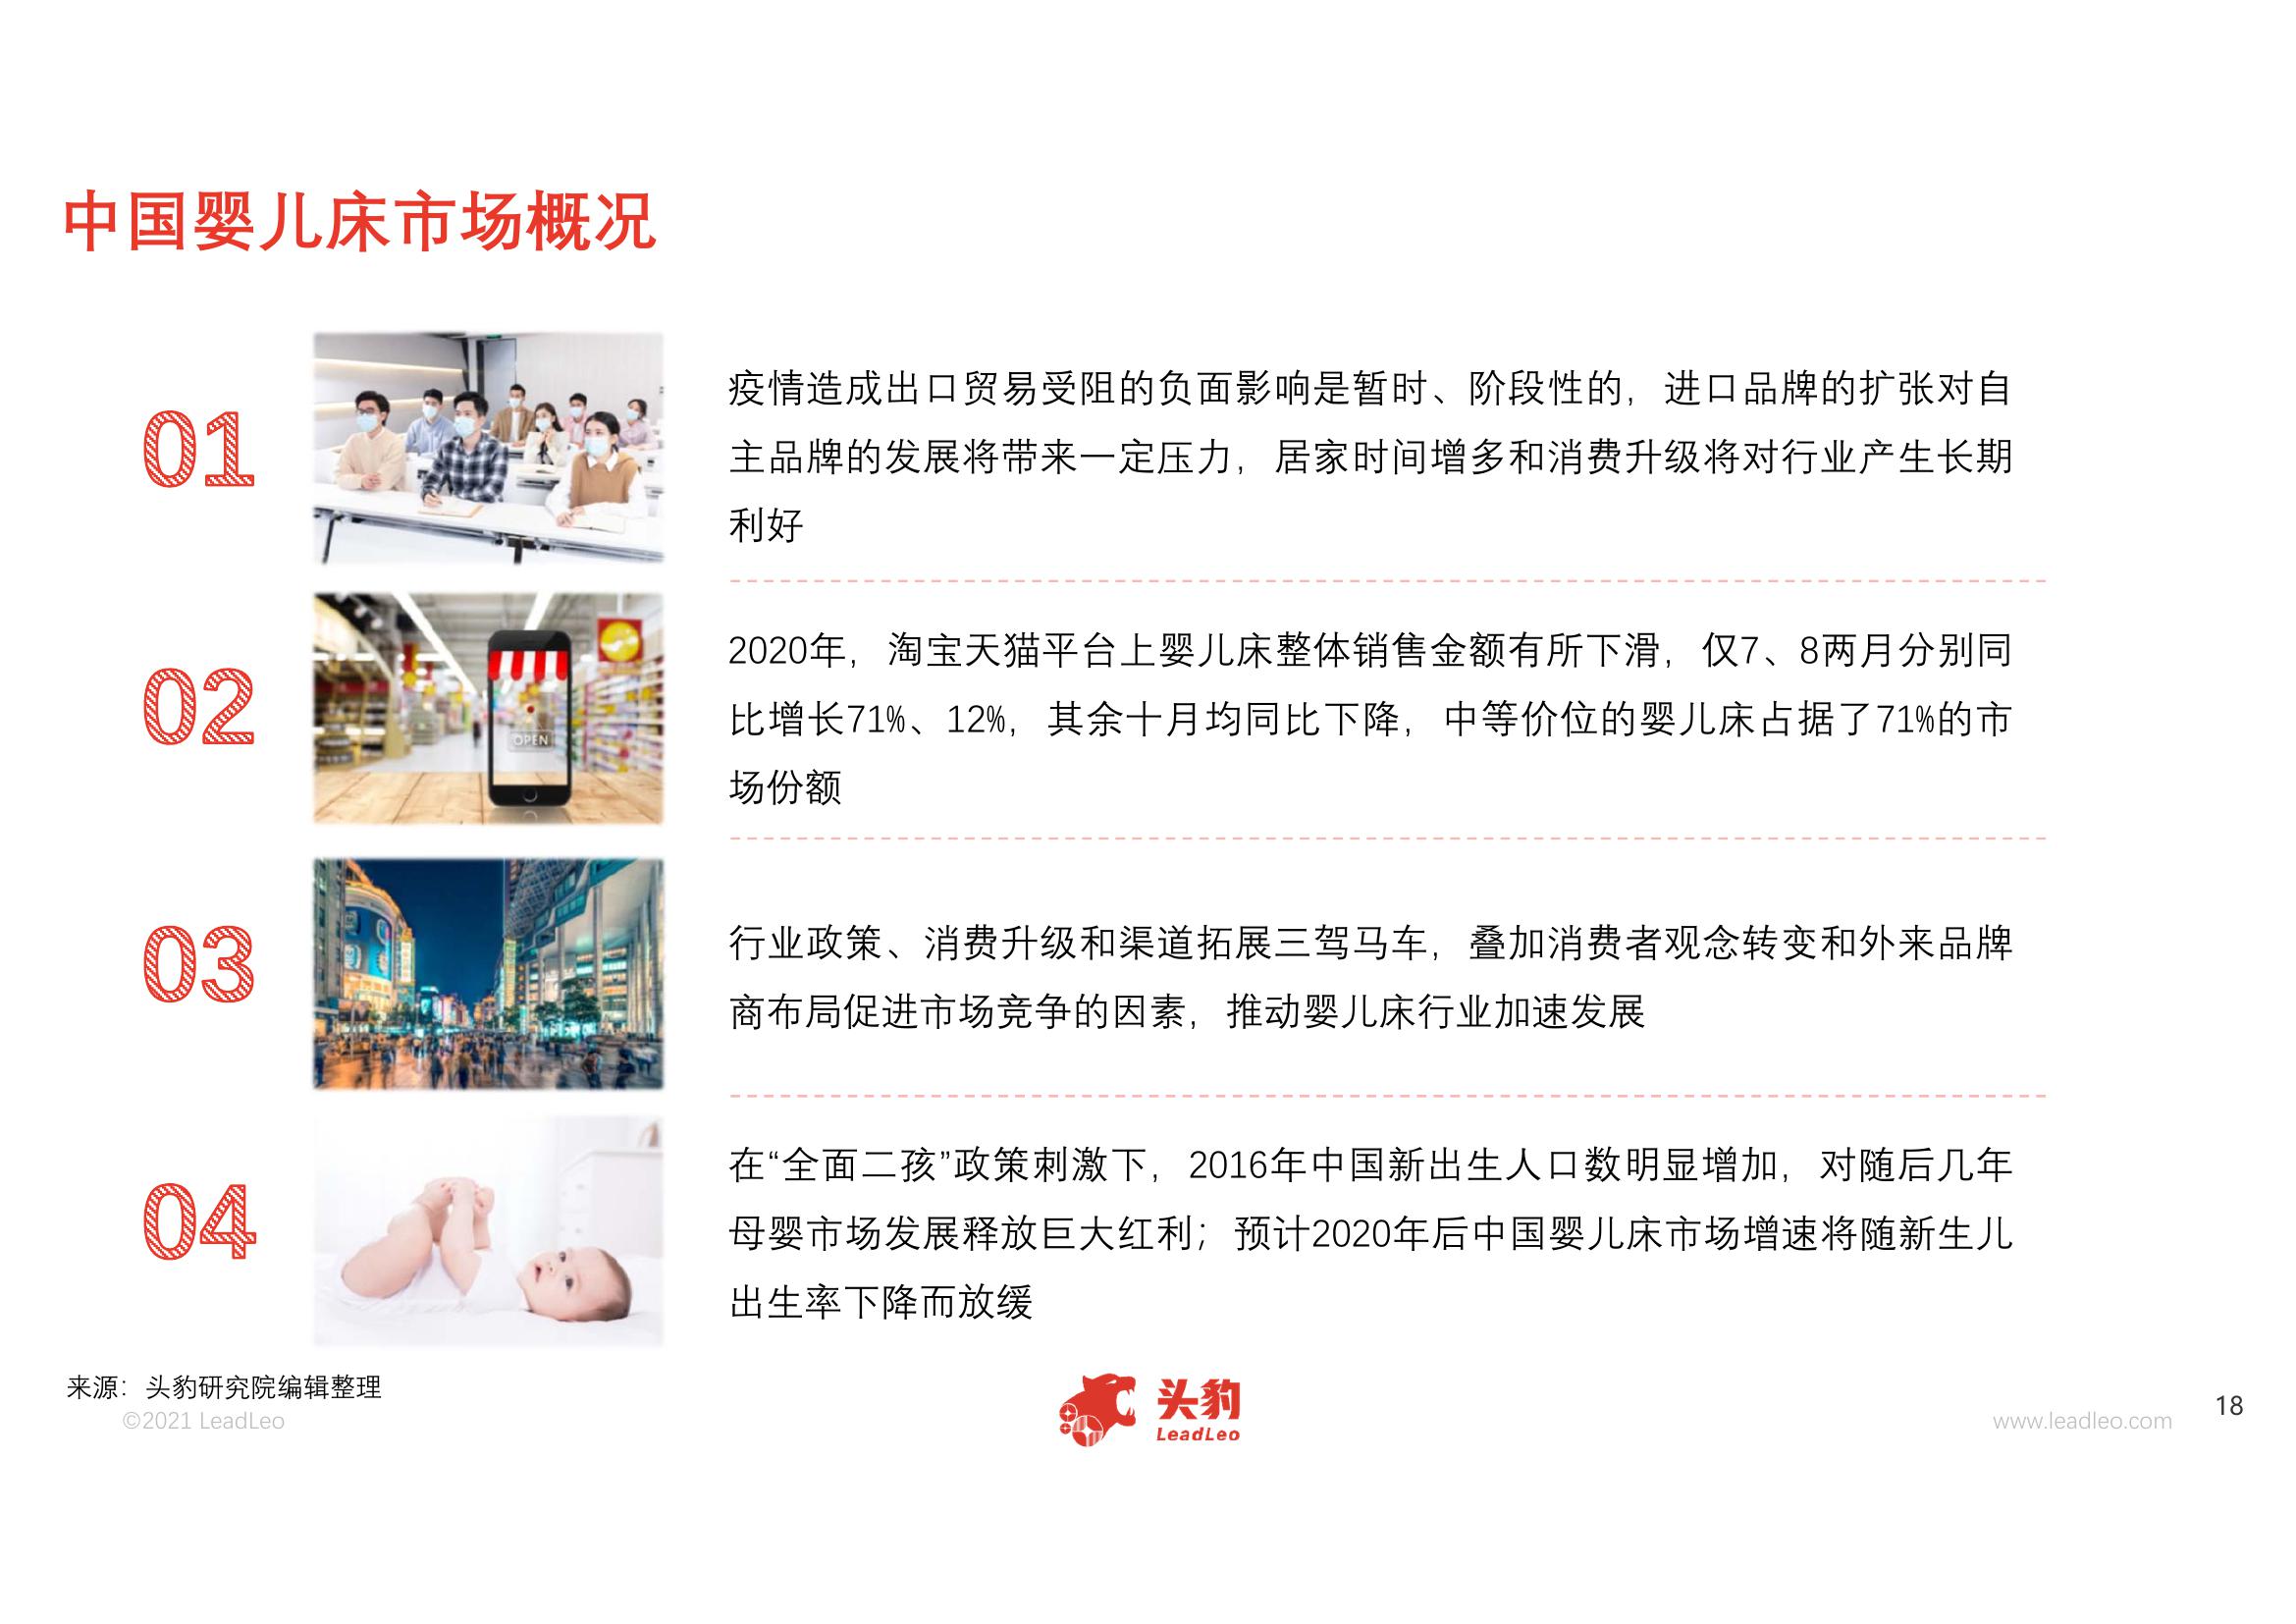 中国婴儿床市场概况
01
疫情造成出口贸易受阻的负面影响是暂时、阶段性的，进口品牌的扩张对自
主品牌的发展将带来一定压力，居家时间增多和消费升级将对行业产生长期
利好
02
OPEN
2020年，淘宝天猫平台上婴儿床整体销售金额有所下滑，仅7、8两月分别同
比增长71%、12%，其余十月均同比下降，中等价位的婴儿床占据了71%的市
场份额
03
行业政策、消费升级和渠道拓展三驾马车，叠加消费者观念转变和外来品牌
商布局促进市场竞争的因素，推动婴儿床行业加速发展
04
在“全面二孩”政策刺激下，2016年中国新出生人口数明显增加，对随后几年
母婴市场发展释放巨大红利；预计2020年后中国婴儿床市场增速将随新生儿
出生率下降而放缓
来源：头豹研究院编辑整理
©2021 LeadLeo
头豹
LeadLeo
www.leadleo.com
18